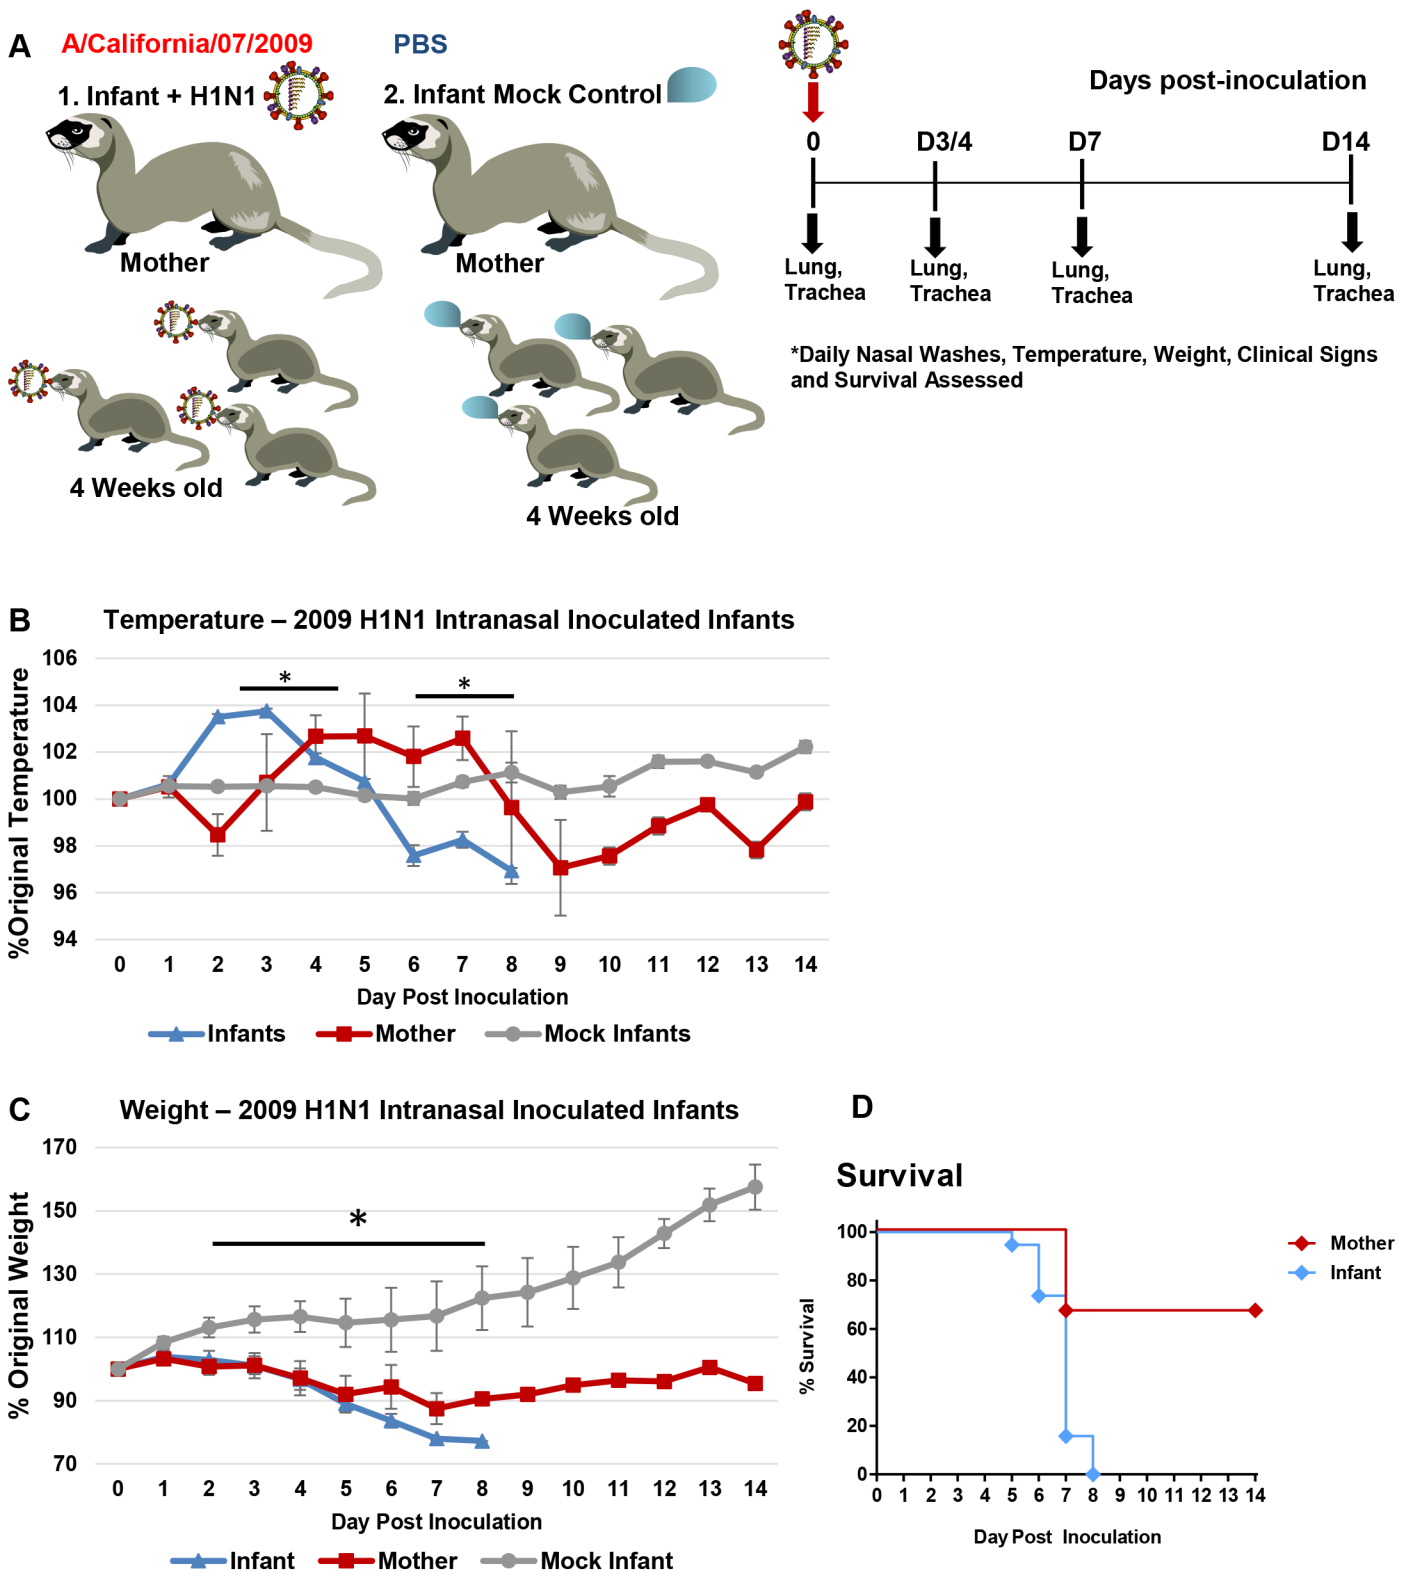 A
A/California/07/2009
1. Infant + H1N1
Mother
4 Weeks old
PBS
2. Infant Mock Control
Mother
4 Weeks old
Days post-inoculation
0 D3/4 D7 D14
Lung, Lung, Lung, Lung,
Trachea Trachea Trachea Trachea
*Daily Nasal Washes, Temperature, Weight, Clinical Signs
and Survival Assessed
B
Temperature – 2009 H1N1 Intranasal Inoculated Infants
%Original Temperature
106
104
102
100
98
96
94
* *
0 1 2 3 4 5 6 7 8 9 10 11 12 13 14
Day Post Inoculation
Infants Mother Mock Infants
C
Weight – 2009 H1N1 Intranasal Inoculated Infants
% Original Weight
170
150
130
110
90
70
*
0 1 2 3 4 5 6 7 8 9 10 11 12 13 14
Day Post Inoculation
Infant Mother Mock Infant
D
Survival
% Survival
100
80
60
40
20
0
0 1 2 3 4 5 6 7 8 9 10 11 12 13 14
Day Post Inoculation
Mother
Infant